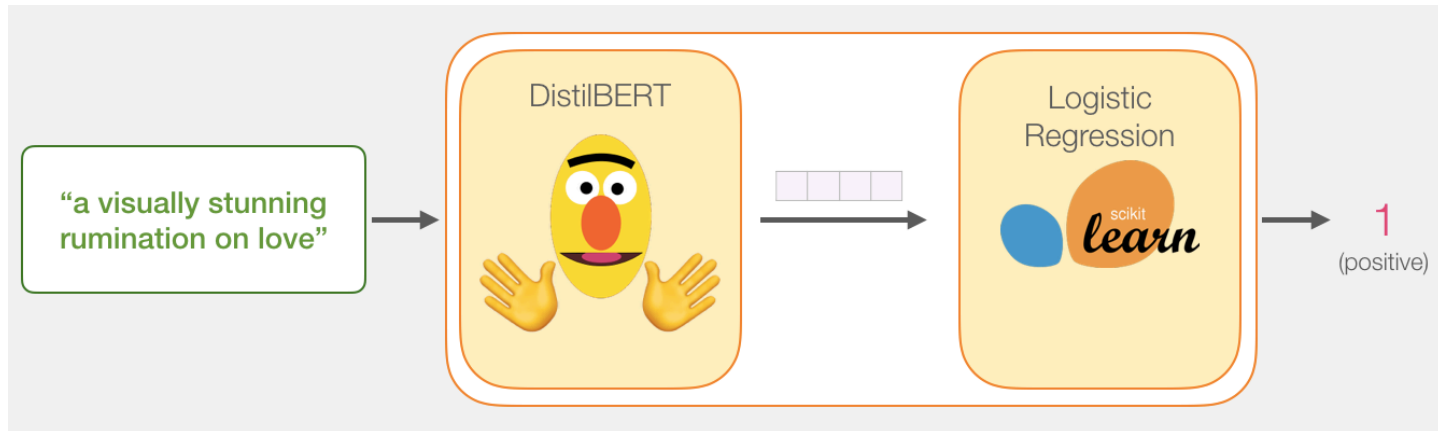 “a visually stunning
rumination on love”
DistilBERT
Logistic
Regression
scikit
learn
1
(positive)